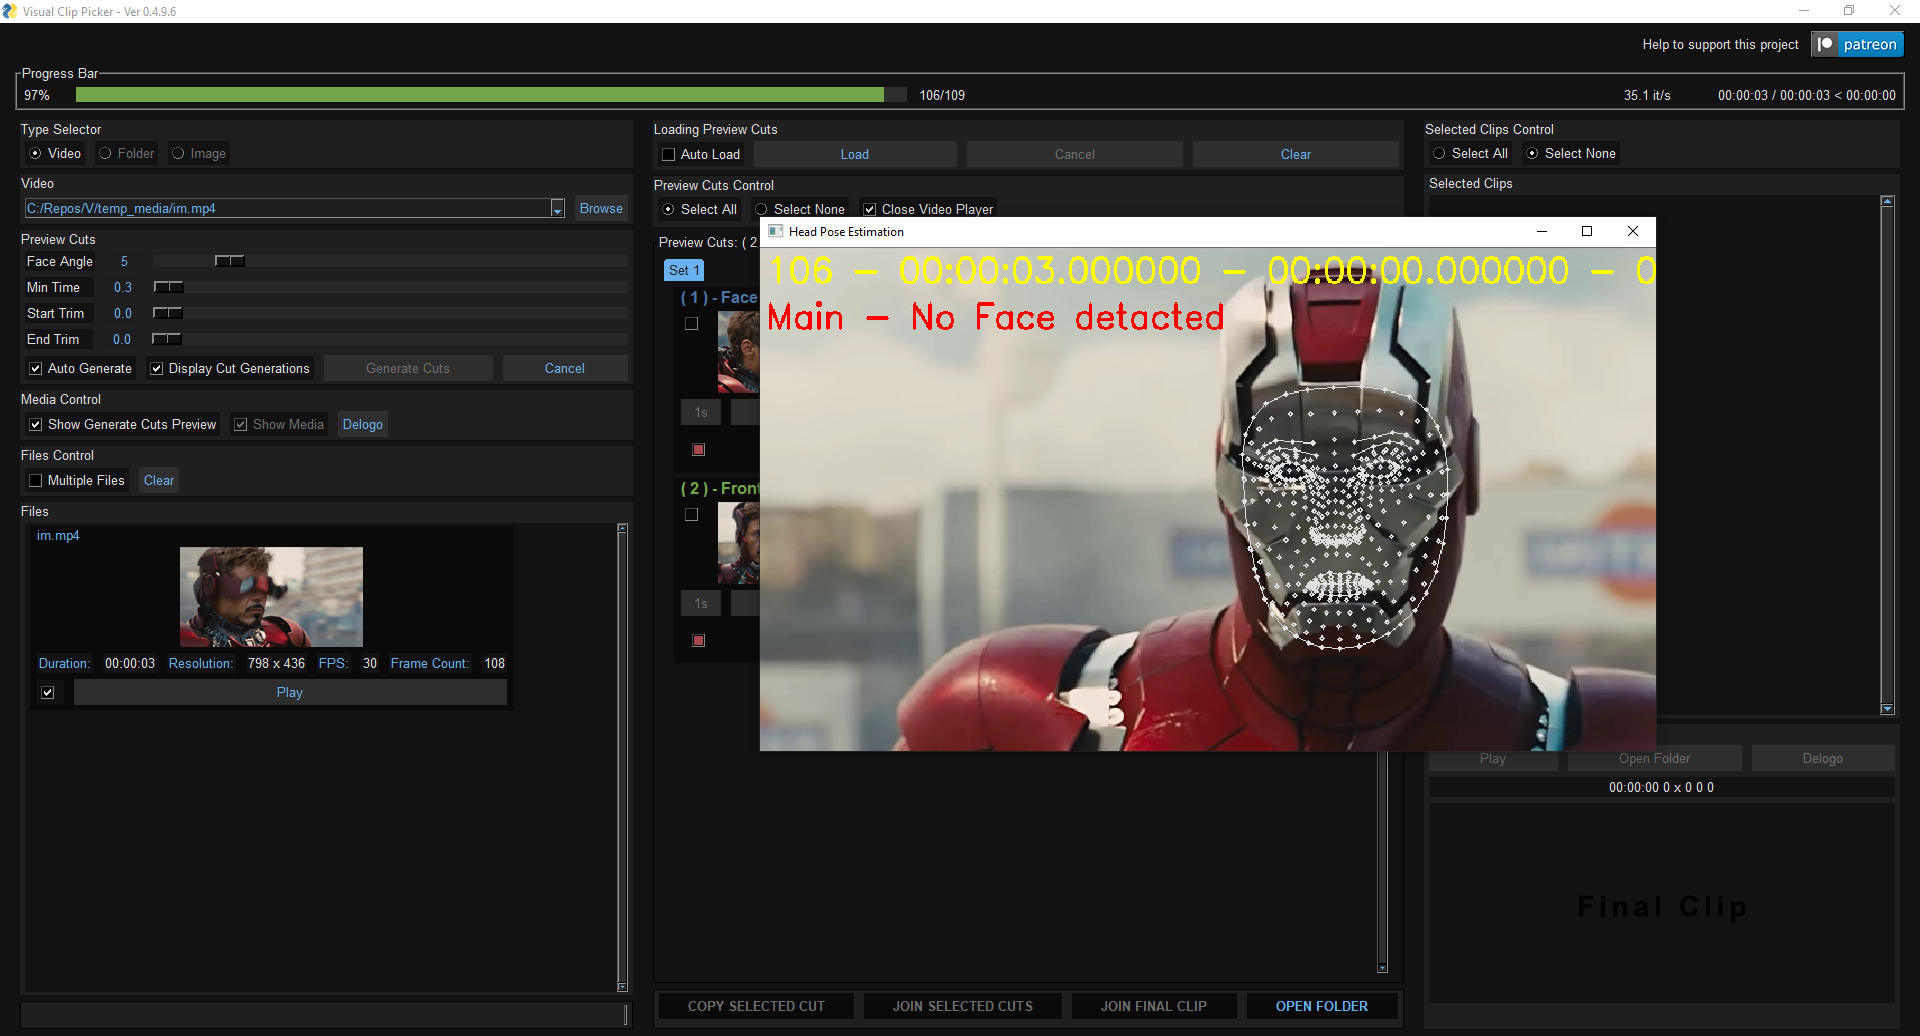 Visual Clip Picker - Ver 0.4.9.6
Help to support this project patreon
Progress Bar
97% 106/109 35.1 it/s 00:00:03 / 00:00:03 < 00:00:00
Type Selector
Video Folder Image
Video
C:/Repos/V/temp_media/im.mp4 Browse
Preview Cuts
Face Angle 5
Min Time 0.3
Start Trim 0.0
End Trim 0.0
Auto Generate Display Cut Generations Generate Cuts Cancel
Media Control
Show Generate Cuts Preview Show Media Delogo
Files Control
Multiple Files Clear
Files
im.mp4
Duration: 00:00:03 Resolution: 798 x 436 FPS: 30 Frame Count: 108
Play
Loading Preview Cuts
Auto Load Load Cancel Clear
Preview Cuts Control
Select All Select None Close Video Player
Preview Cuts: ( 2
Set 1
( 1 ) - Face
1s
( 2 ) - Front
1s
Head Pose Estimation
106 - 00:00:03.000000 - 00:00:00.000000 - 0
Main - No Face detacted
COPY SELECTED CUT JOIN SELECTED CUTS JOIN FINAL CLIP OPEN FOLDER
Selected Clips Control
Select All Select None
Selected Clips
Play Open Folder Delogo
00:00:00 0 x 0 0 0
Final Clip